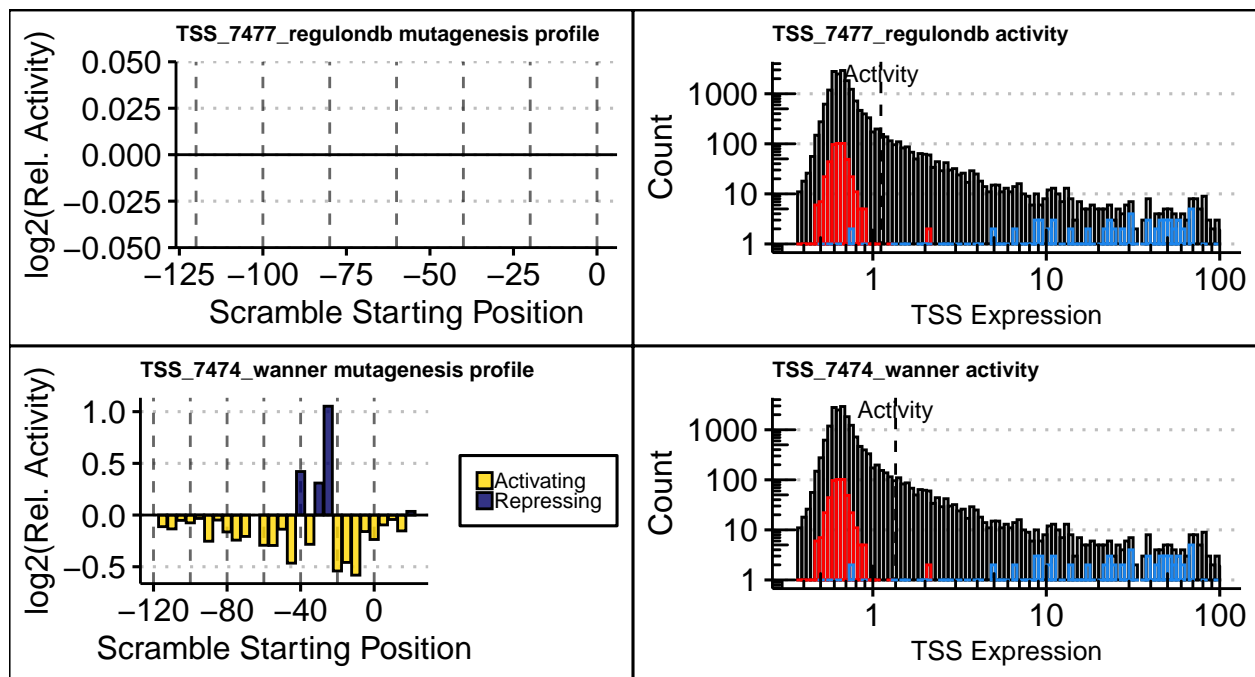 TSS_7477_regulondb mutagenesis profile
log2(Rel. Activity)
0.050
0.025
0.000
−0.025
−0.050
−125 −100 −75 −50 −25 0
Scramble Starting Position
TSS_7477_regulondb activity
Activity
Count
1000
100
10
1
1 10 100
TSS Expression
TSS_7474_wanner mutagenesis profile
log2(Rel. Activity)
1.0
0.5
0.0
−0.5
−120 −80 −40 0
Scramble Starting Position
Activating
Repressing
TSS_7474_wanner activity
Activity
Count
1000
100
10
1
1 10 100
TSS Expression